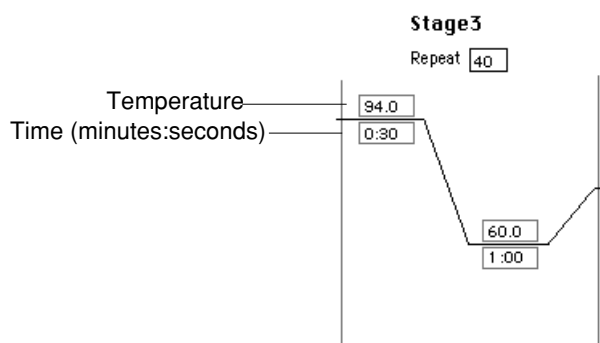 Stage3
Repeat 40
Temperature 94.0
Time (minutes:seconds) 0:30
60.0
1:00